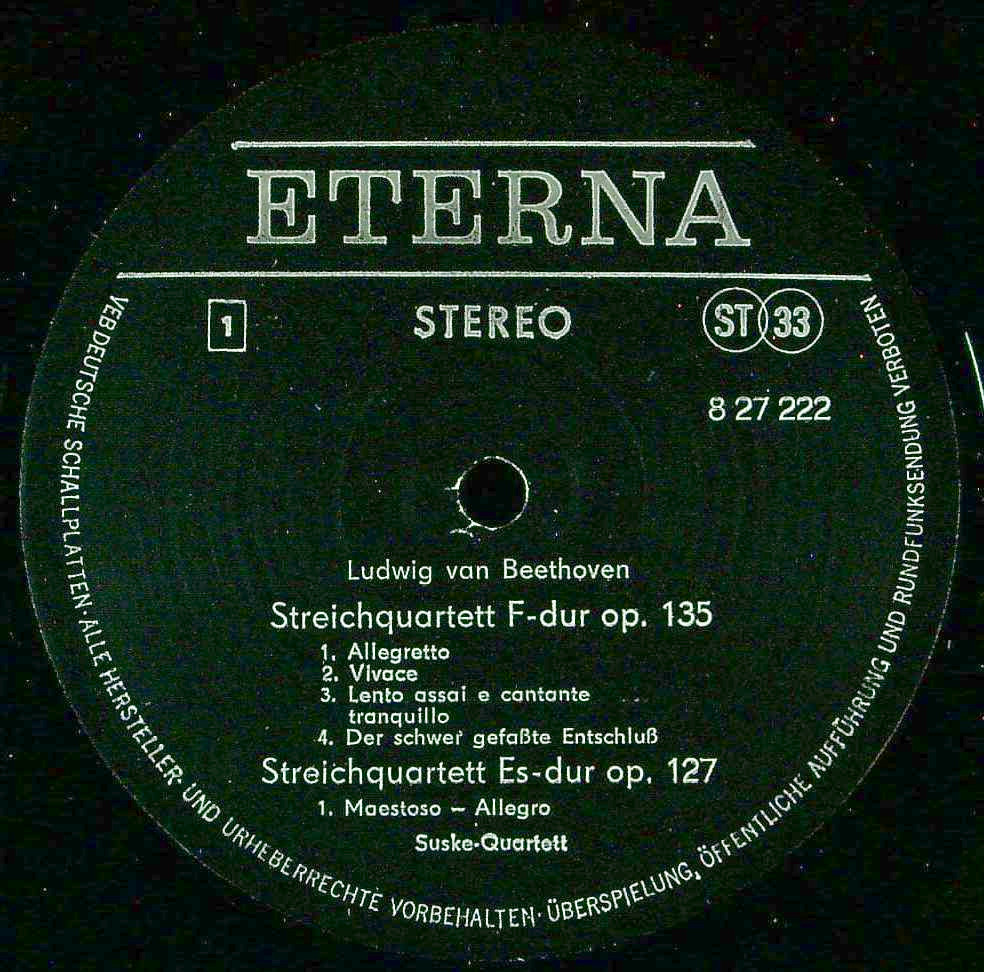 ETERNA
1
STEREO
ST 33
8 27 222
Ludwig van Beethoven
Streichquartett F-dur op. 135
1. Allegretto
2. Vivace
3. Lento assai e cantante
tranquillo
4. Der schwer gefaßte Entschluß
Streichquartett Es-dur op. 127
1. Maestoso – Allegro
Suske-Quartett
VEB DEUTSCHE SCHALLPLATTEN · ALLE HERSTELLER- UND URHEBERRECHTE VORBEHALTEN · ÜBERSPIELUNG, ÖFFENTLICHE AUFFÜHRUNG UND RUNDFUNKSENDUNG VERBOTEN